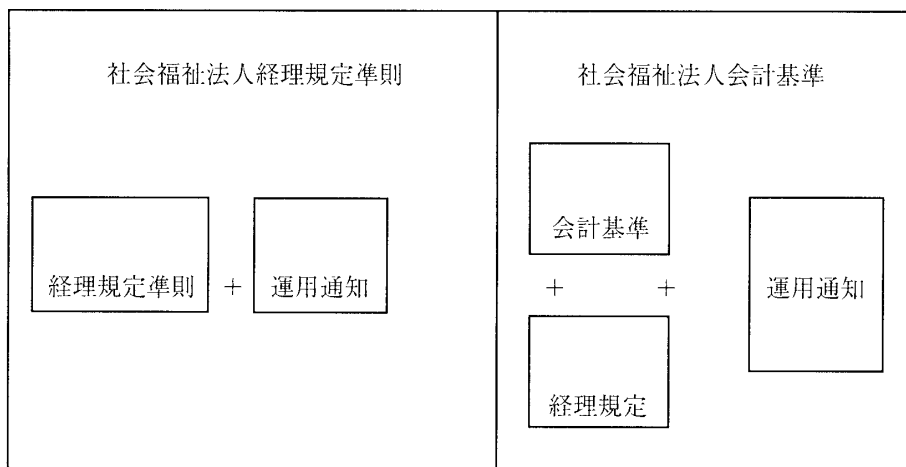 社会福祉法人経理規定準則
経理規定準則 + 運用通知
社会福祉法人会計基準
会計基準
+ +
運用通知
経理規定